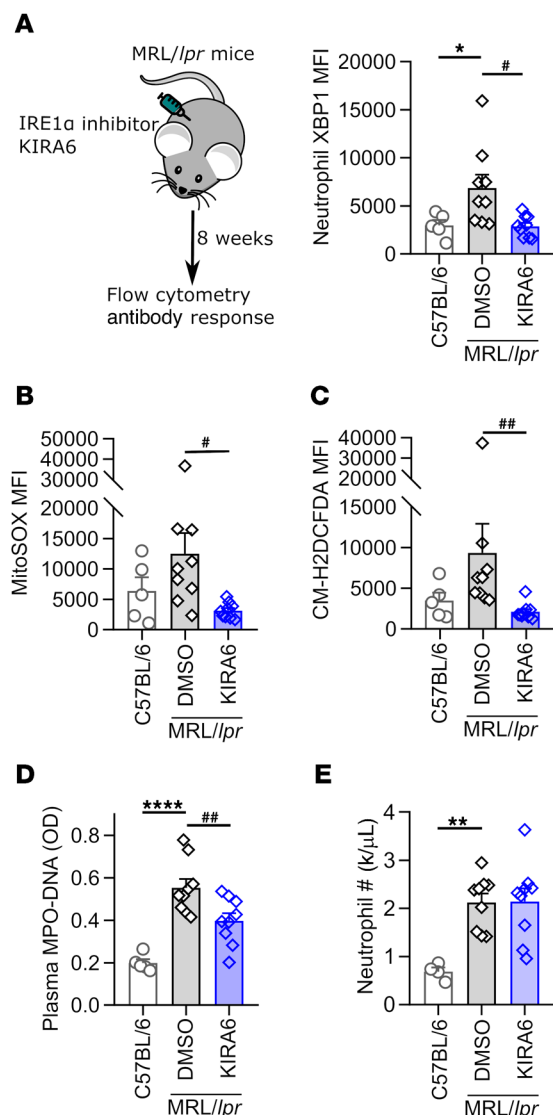 A
MRL/lpr mice
IRE1α inhibitor
KIRA6
8 weeks
Flow cytometry
antibody response
Neutrophil XBP1 MFI
20000
15000
10000
5000
0
*
#
C57BL/6
DMSO
KIRA6
MRL/lpr
B
MitoSOX MFI
50000
40000
30000
20000
15000
10000
5000
0
#
C57BL/6
DMSO
KIRA6
MRL/lpr
C
CM-H2DCFDA MFI
40000
30000
20000
15000
10000
5000
0
##
C57BL/6
DMSO
KIRA6
MRL/lpr
D
Plasma MPO-DNA (OD)
0.8
0.6
0.4
0.2
0.0
****
##
C57BL/6
DMSO
KIRA6
MRL/lpr
E
Neutrophil # (k/µL)
4
3
2
1
0
**
C57BL/6
DMSO
KIRA6
MRL/lpr